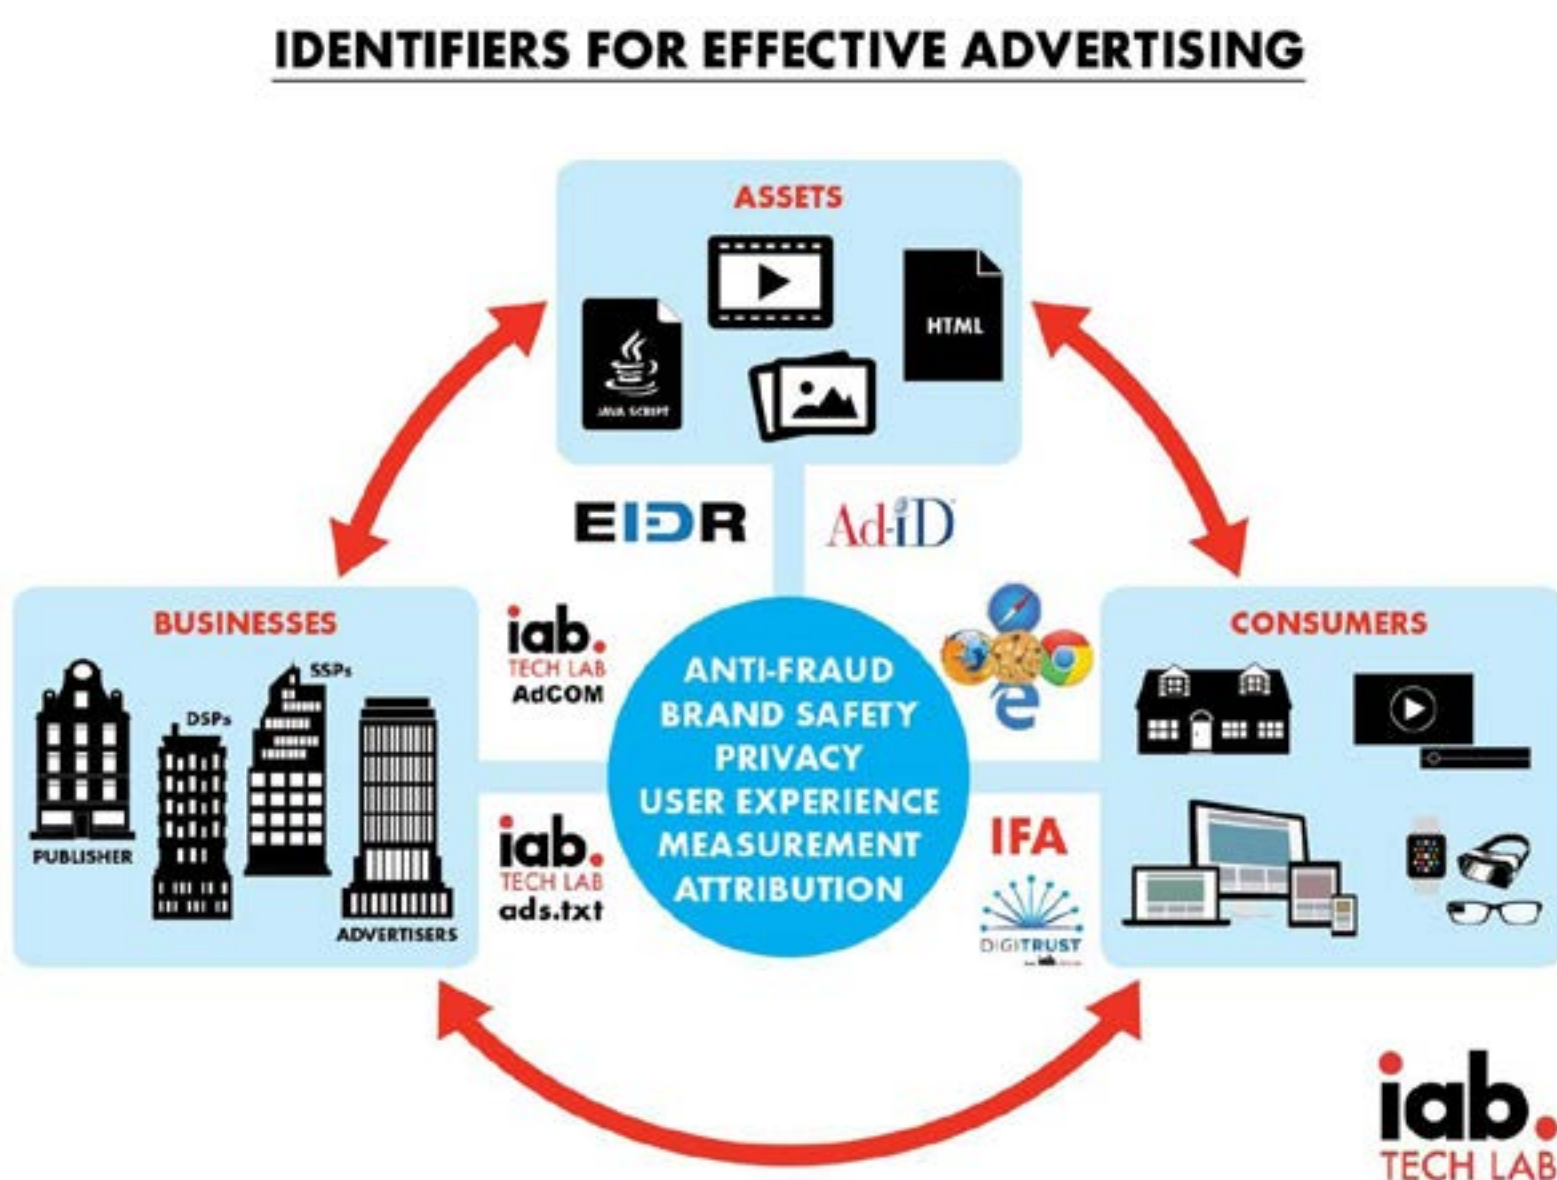 IDENTIFIERS FOR EFFECTIVE ADVERTISING
ASSETS
JAVA SCRIPT
HTML
EIDR
Ad-iD
BUSINESSES
SSPs
DSPs
PUBLISHER
ADVERTISERS
iab.
TECH LAB
AdCOM
iab.
TECH LAB
ads.txt
ANTI-FRAUD
BRAND SAFETY
PRIVACY
USER EXPERIENCE
MEASUREMENT
ATTRIBUTION
IFA
DIGITRUST
CONSUMERS
iab.
TECH LAB